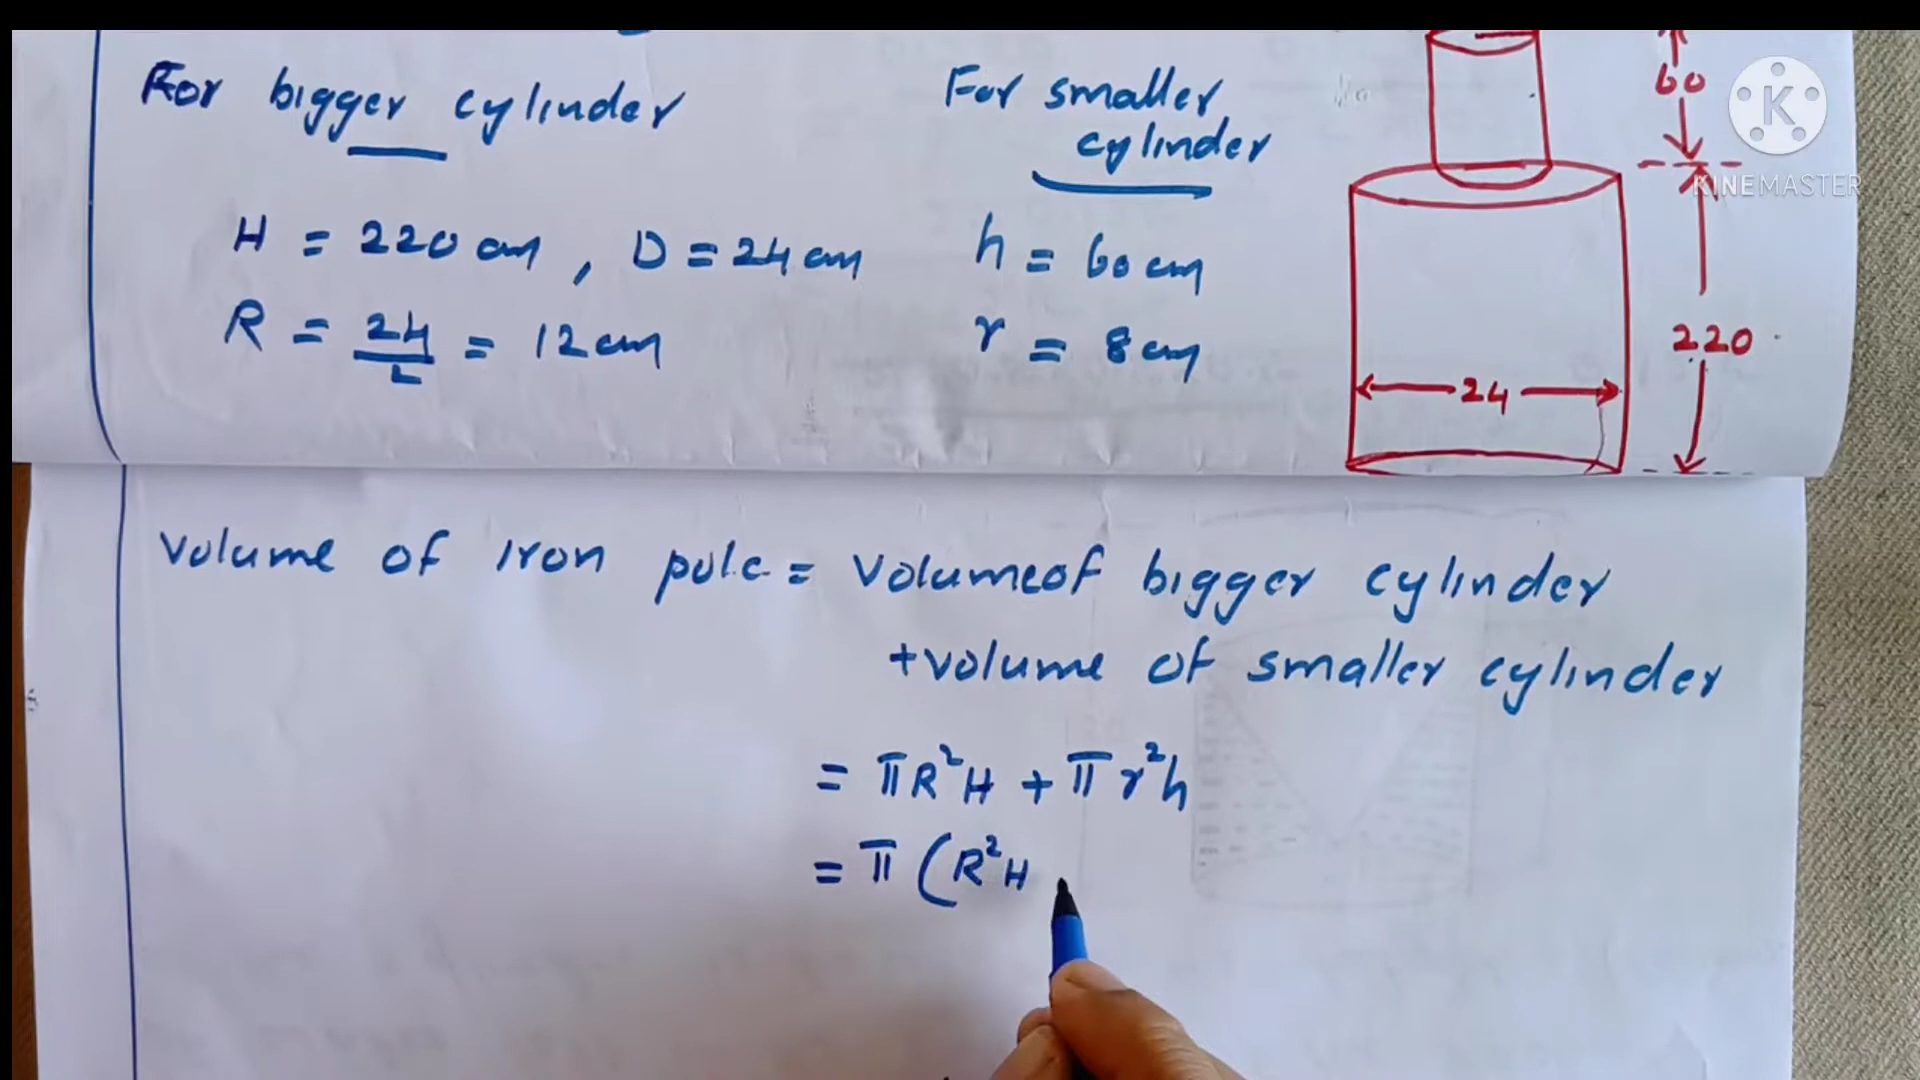 For bigger cylinder
For smaller
cylinder
H = 220 cm , D = 24 cm
R = 24/2 = 12 cm
h = 60 cm
r = 8 cm
60
220
24
K
KINEMASTER
Volume of iron pole = Volume of bigger cylinder
+ volume of smaller cylinder
= πR²H + πr²h
= π (R²H